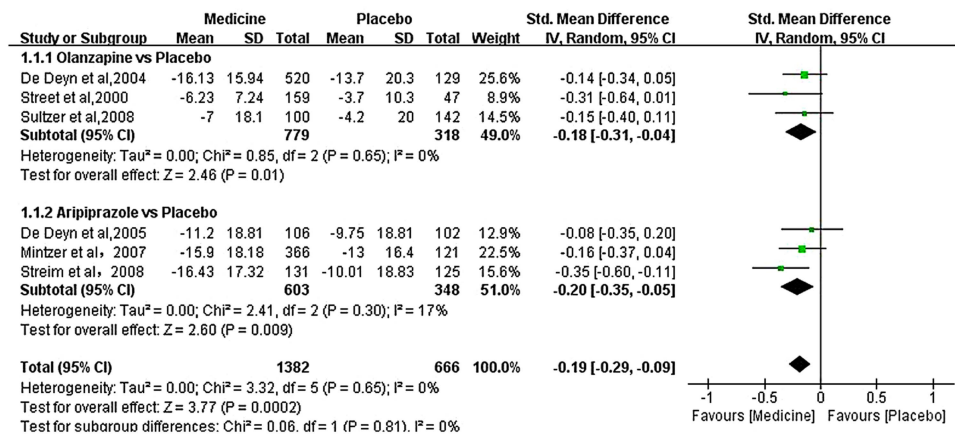 Medicine Placebo Std. Mean Difference Std. Mean Difference
Study or Subgroup Mean SD Total Mean SD Total Weight IV, Random, 95% CI IV, Random, 95% CI
1.1.1 Olanzapine vs Placebo
De Deyn et al,2004 -16.13 15.94 520 -13.7 20.3 129 25.6% -0.14 [-0.34, 0.05]
Street et al,2000 -6.23 7.24 159 -3.7 10.3 47 8.9% -0.31 [-0.64, 0.01]
Sultzer et al,2008 -7 18.1 100 -4.2 20 142 14.5% -0.15 [-0.40, 0.11]
Subtotal (95% CI) 779 318 49.0% -0.18 [-0.31, -0.04]
Heterogeneity: Tau² = 0.00; Chi² = 0.85, df = 2 (P = 0.65); I² = 0%
Test for overall effect: Z = 2.46 (P = 0.01)
1.1.2 Aripiprazole vs Placebo
De Deyn et al,2005 -11.2 18.81 106 -9.75 18.81 102 12.9% -0.08 [-0.35, 0.20]
Mintzer et al，2007 -15.9 18.18 366 -13 16.4 121 22.5% -0.16 [-0.37, 0.04]
Streim et al，2008 -16.43 17.32 131 -10.01 18.83 125 15.6% -0.35 [-0.60, -0.11]
Subtotal (95% CI) 603 348 51.0% -0.20 [-0.35, -0.05]
Heterogeneity: Tau² = 0.00; Chi² = 2.41, df = 2 (P = 0.30); I² = 17%
Test for overall effect: Z = 2.60 (P = 0.009)
Total (95% CI) 1382 666 100.0% -0.19 [-0.29, -0.09]
Heterogeneity: Tau² = 0.00; Chi² = 3.32, df = 5 (P = 0.65); I² = 0%
Test for overall effect: Z = 3.77 (P = 0.0002)
Test for subgroup differences: Chi² = 0.06, df = 1 (P = 0.81), I² = 0%
-1 -0.5 0 0.5 1
Favours [Medicine] Favours [Placebo]